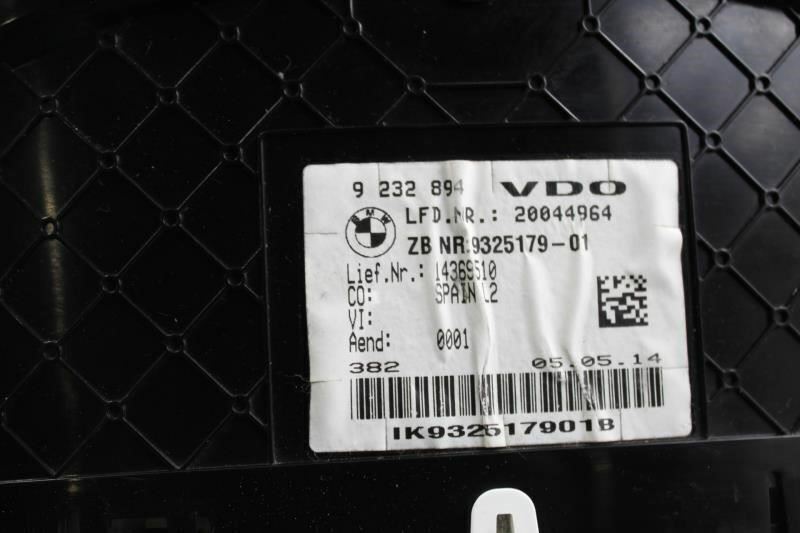 9 232 894 VDO
BMW
LFD.NR.: 20044964
ZB NR:9325179-01
Lief.Nr.: 14369510
CO: SPAIN L2
VI:
Aend: 0001
382 05.05.14
IK932517901B